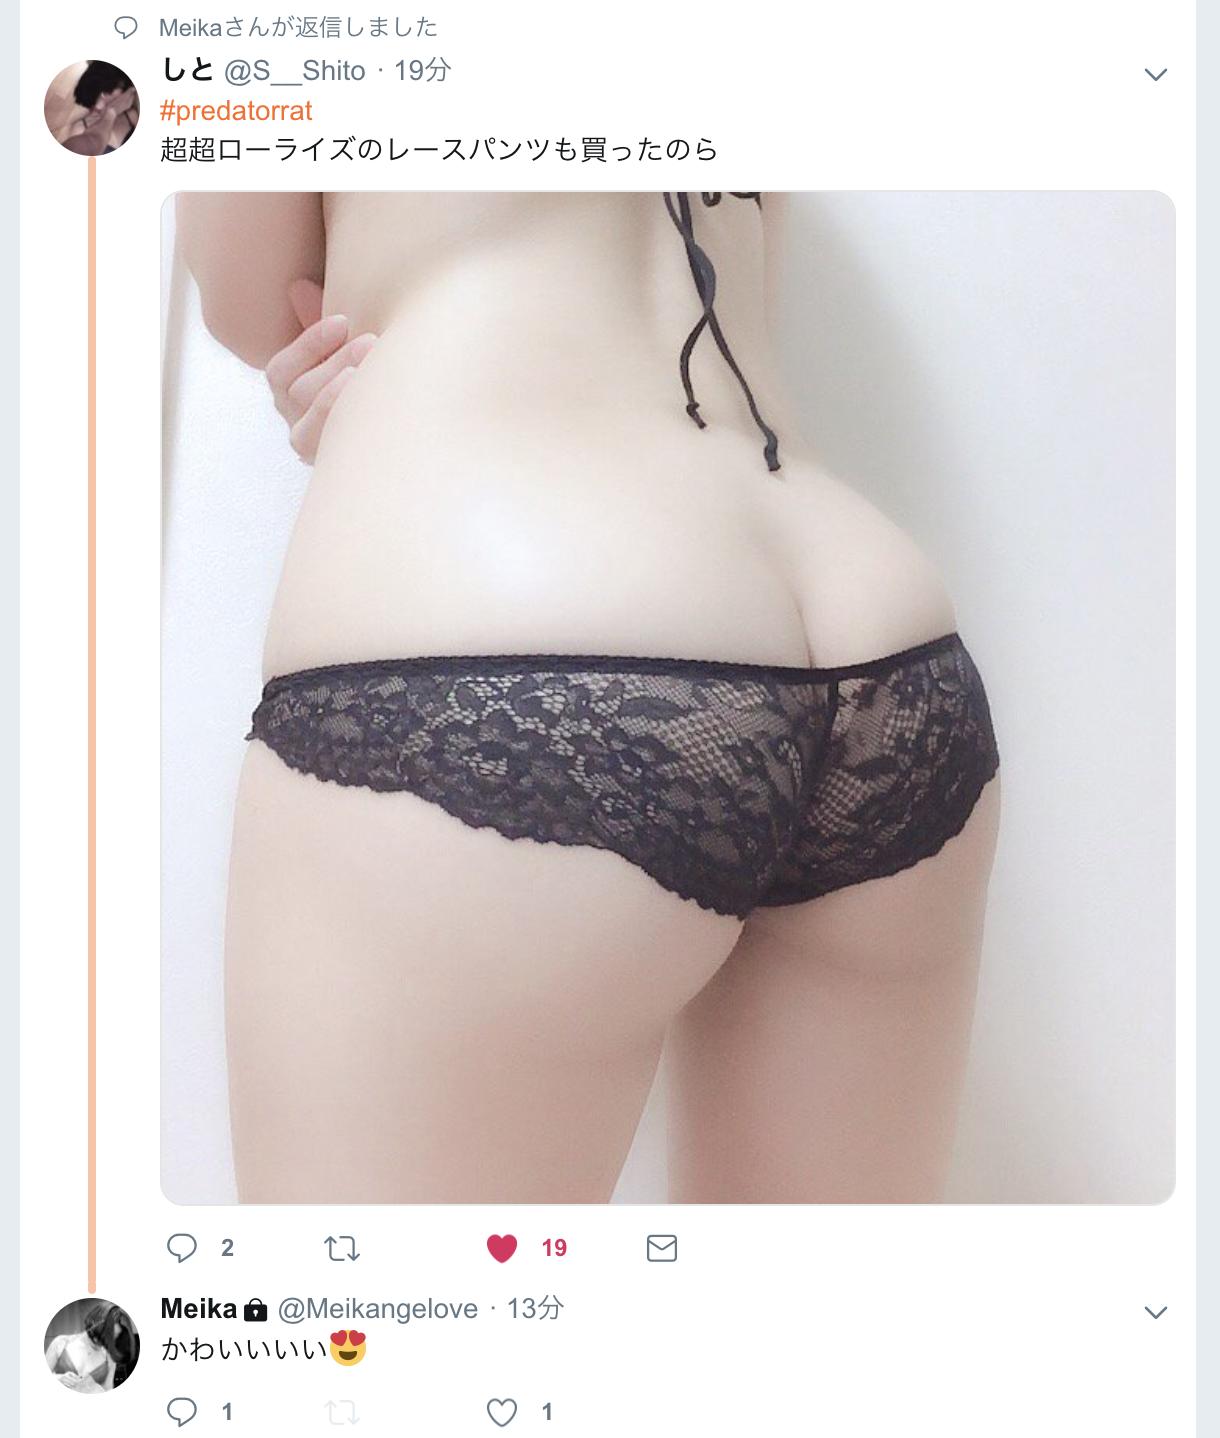 Meikaさんが返信しました
しと @S__Shito · 19分
#predatorrat
超超ローライズのレースパンツも買ったのら
2 19
Meika @Meikangelove · 13分
かわいいいい😍
1 1